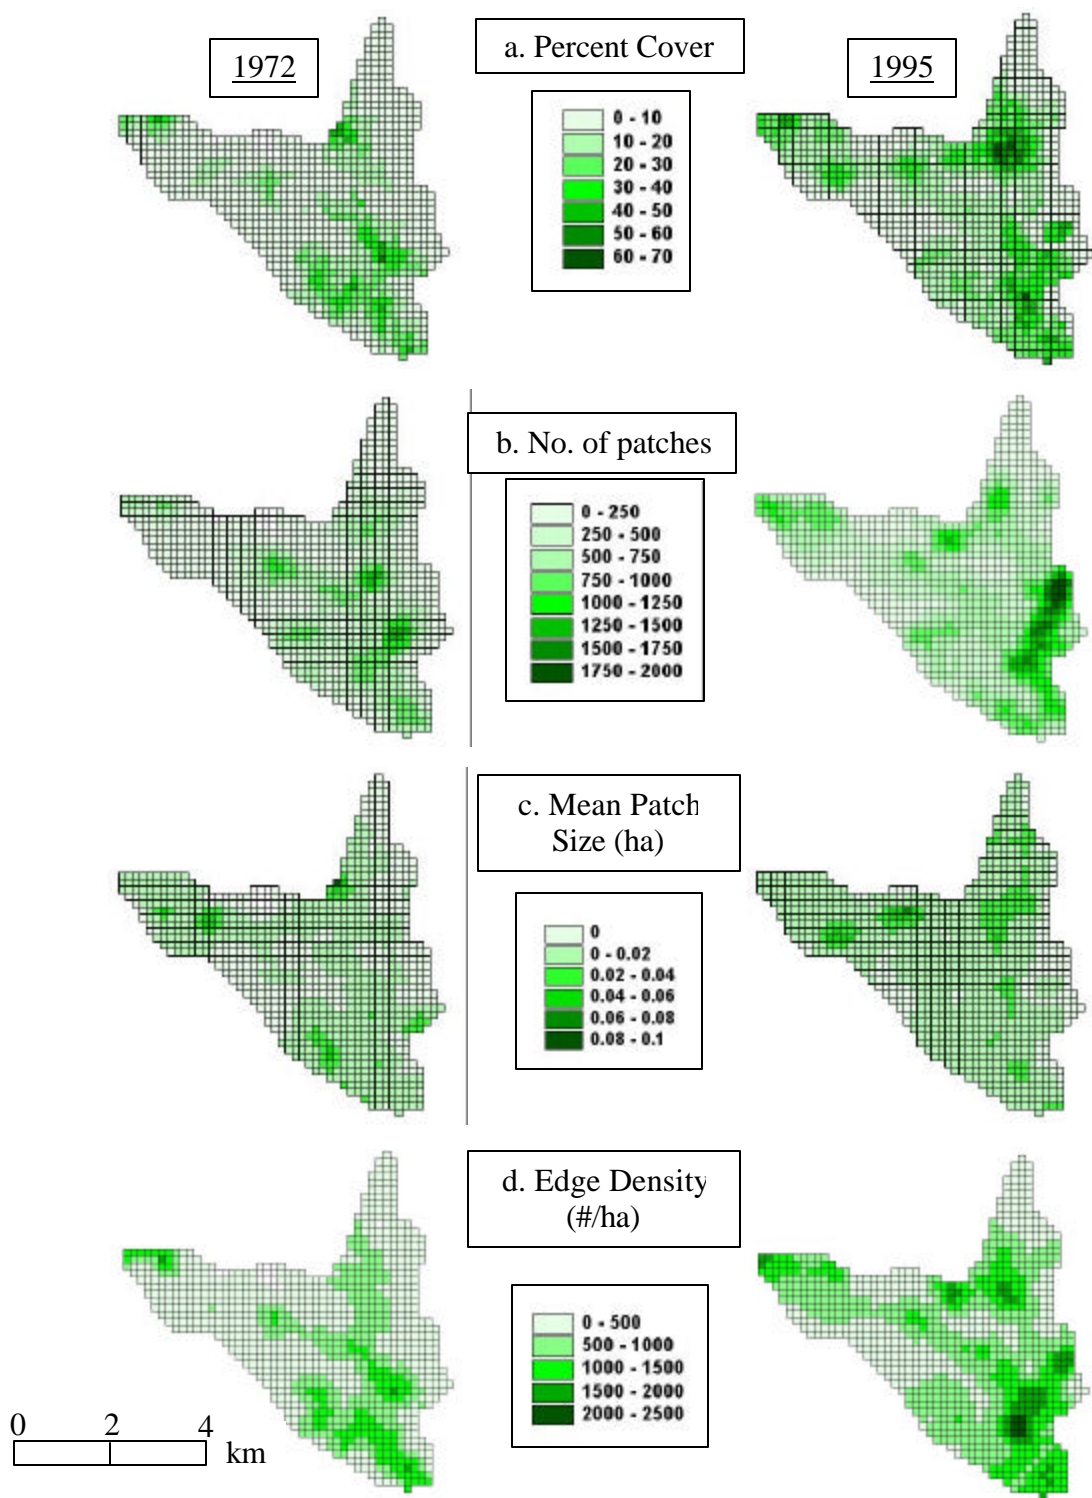 1972
a. Percent Cover
1995
0 - 10
10 - 20
20 - 30
30 - 40
40 - 50
50 - 60
60 - 70
b. No. of patches
0 - 250
250 - 500
500 - 750
750 - 1000
1000 - 1250
1250 - 1500
1500 - 1750
1750 - 2000
c. Mean Patch
Size (ha)
0
0 - 0.02
0.02 - 0.04
0.04 - 0.06
0.06 - 0.08
0.08 - 0.1
d. Edge Density
(#/ha)
0 - 500
500 - 1000
1000 - 1500
1500 - 2000
2000 - 2500
0 2 4
km